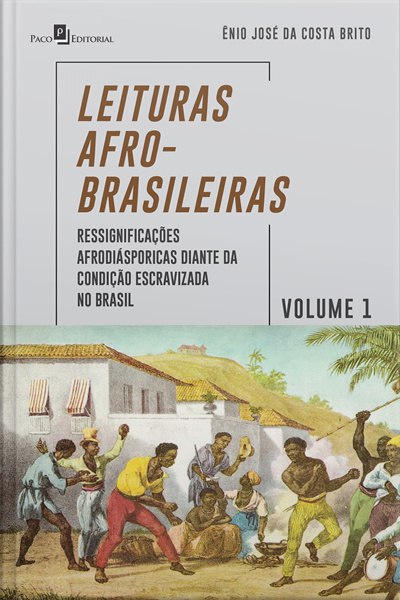 PACO EDITORIAL
ÊNIO JOSÉ DA COSTA BRITO
LEITURAS
AFRO-
BRASILEIRAS
RESSIGNIFICAÇÕES
AFRODIÁSPORICAS DIANTE DA
CONDIÇÃO ESCRAVIZADA
NO BRASIL
VOLUME 1